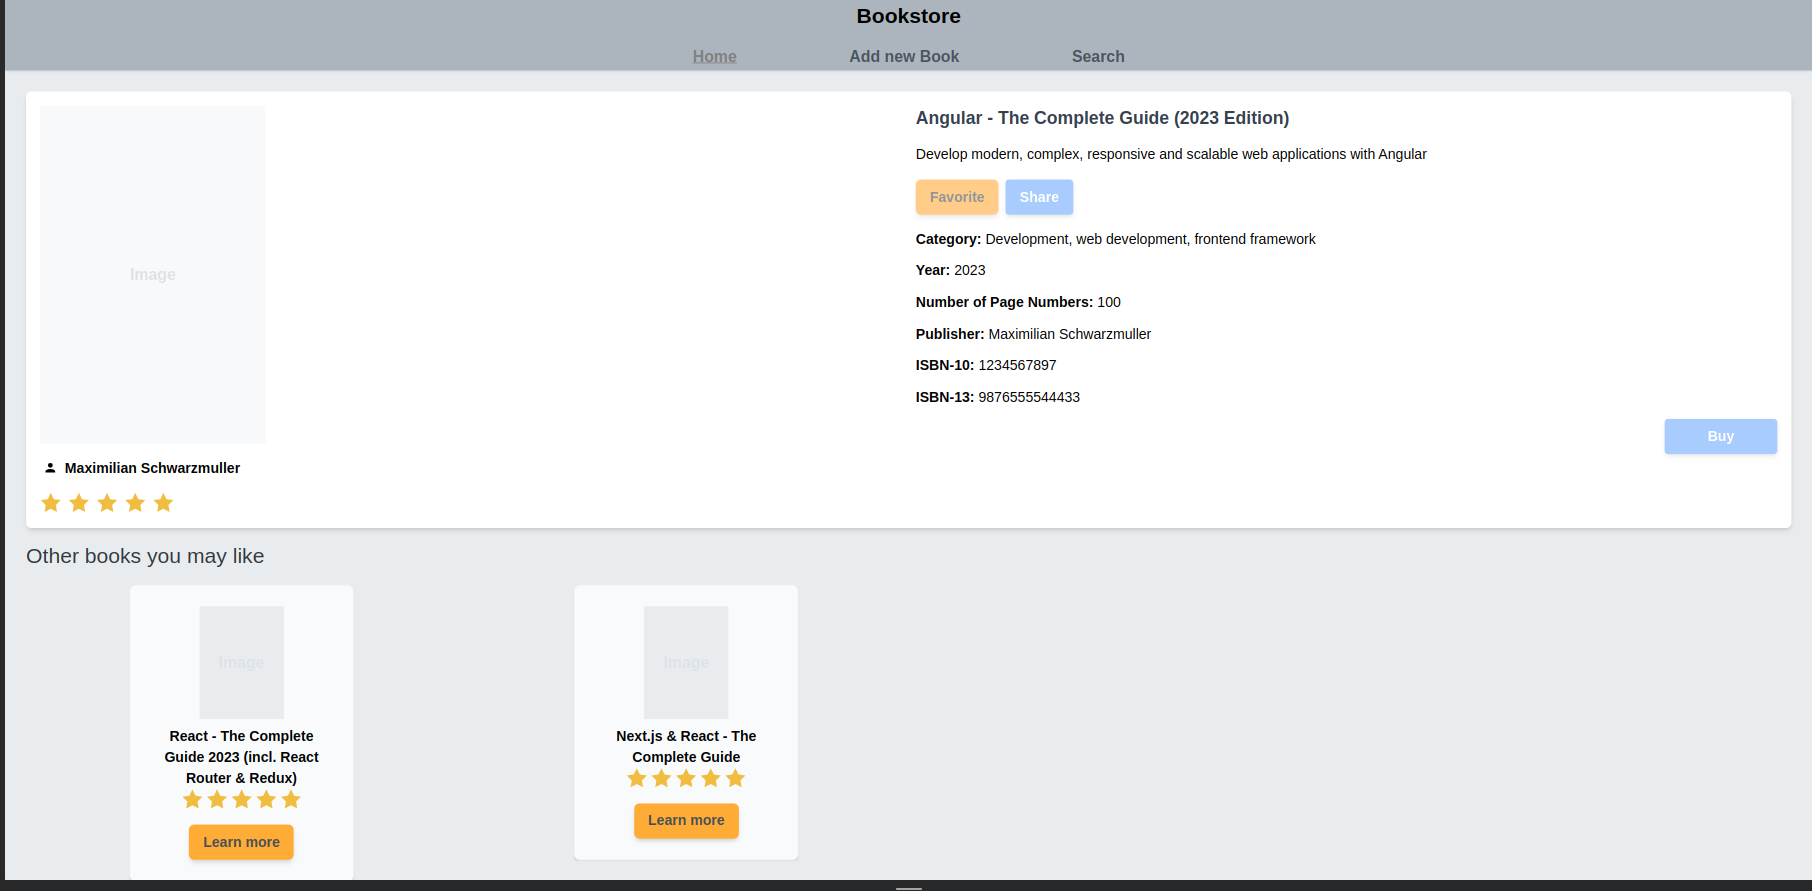 Bookstore
Home Add new Book Search
Image
Maximilian Schwarzmuller
Angular - The Complete Guide (2023 Edition)
Develop modern, complex, responsive and scalable web applications with Angular
Favorite Share
Category: Development, web development, frontend framework
Year: 2023
Number of Page Numbers: 100
Publisher: Maximilian Schwarzmuller
ISBN-10: 1234567897
ISBN-13: 9876555544433
Buy
Other books you may like
Image
React - The Complete
Guide 2023 (incl. React
Router & Redux)
Learn more
Image
Next.js & React - The
Complete Guide
Learn more